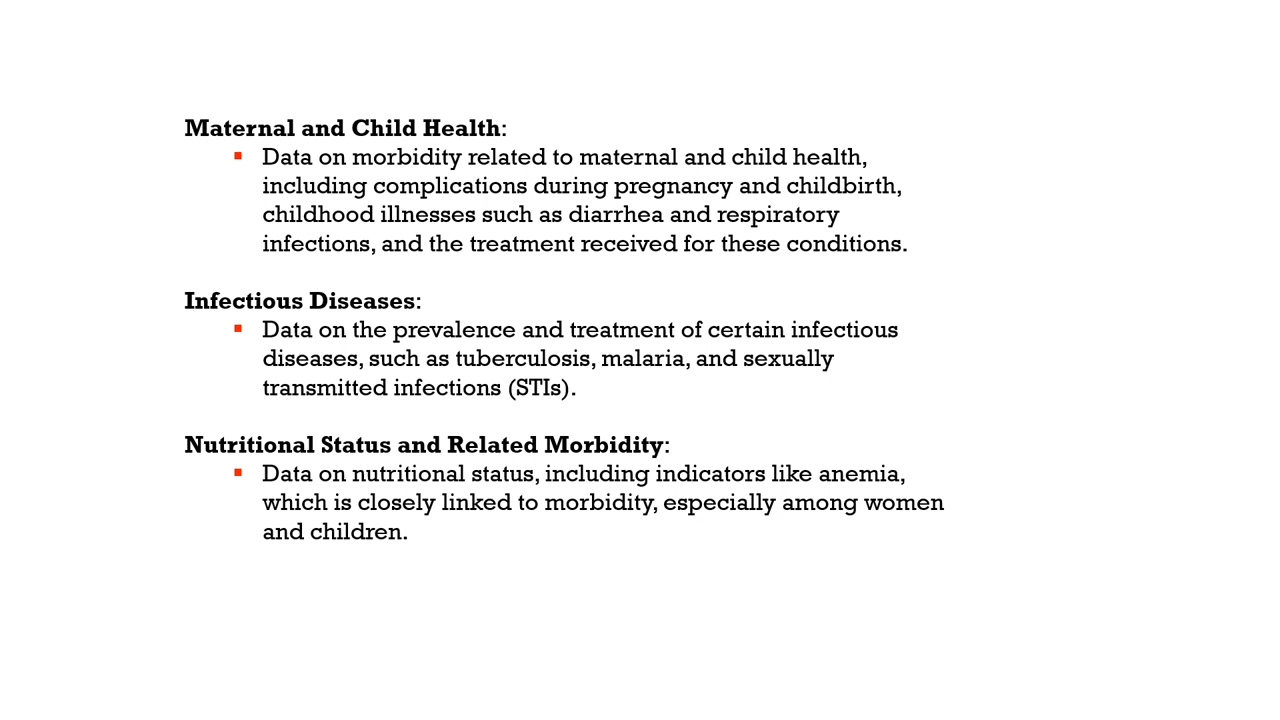 Maternal and Child Health:
▪ Data on morbidity related to maternal and child health,
including complications during pregnancy and childbirth,
childhood illnesses such as diarrhea and respiratory
infections, and the treatment received for these conditions.
Infectious Diseases:
▪ Data on the prevalence and treatment of certain infectious
diseases, such as tuberculosis, malaria, and sexually
transmitted infections (STIs).
Nutritional Status and Related Morbidity:
▪ Data on nutritional status, including indicators like anemia,
which is closely linked to morbidity, especially among women
and children.